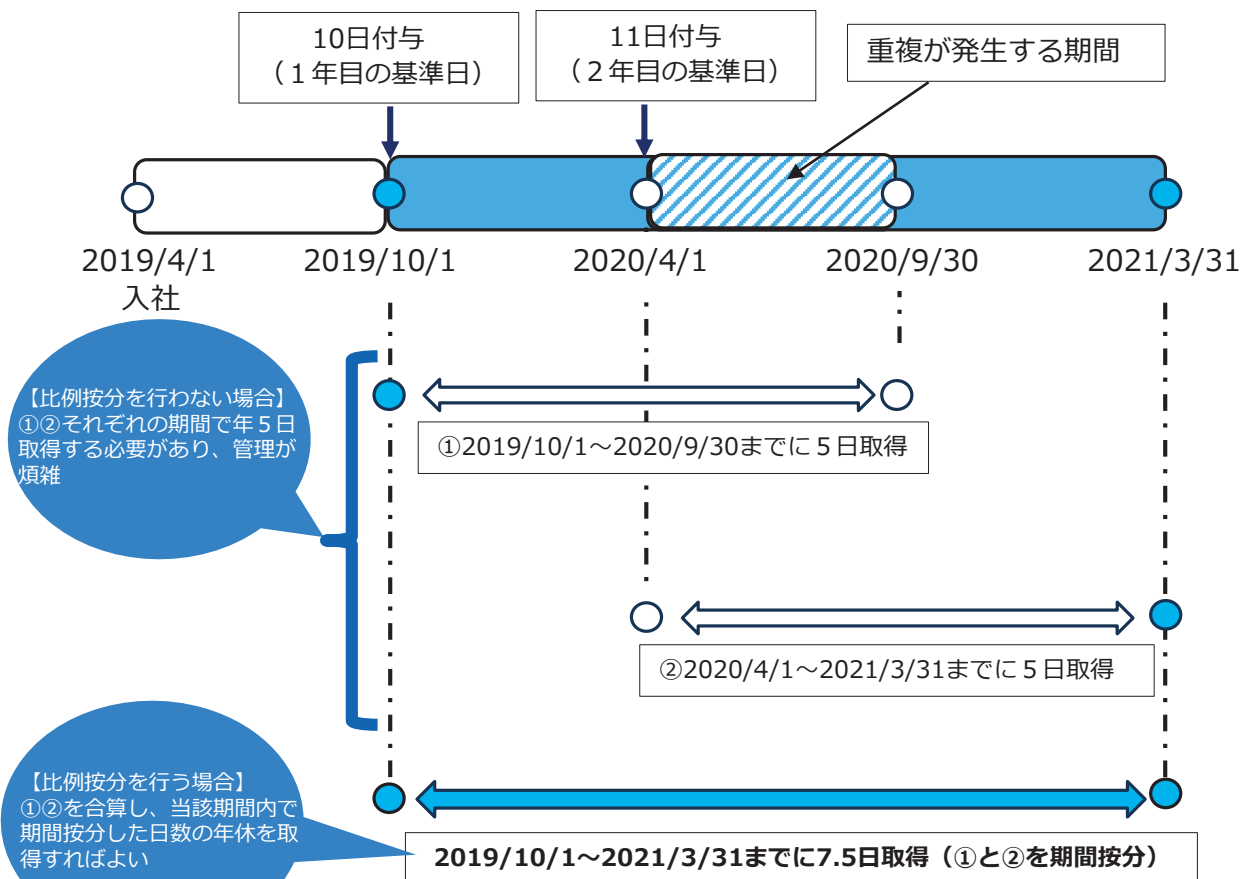 10日付与
（１年目の基準日）
11日付与
（２年目の基準日）
重複が発生する期間
2019/4/1
入社
2019/10/1
2020/4/1
2020/9/30
2021/3/31
【比例按分を行わない場合】
①②それぞれの期間で年５日
取得する必要があり、管理が
煩雑
①2019/10/1～2020/9/30までに５日取得
②2020/4/1～2021/3/31までに５日取得
【比例按分を行う場合】
①②を合算し、当該期間内で
期間按分した日数の年休を取
得すればよい
2019/10/1～2021/3/31までに7.5日取得（①と②を期間按分）